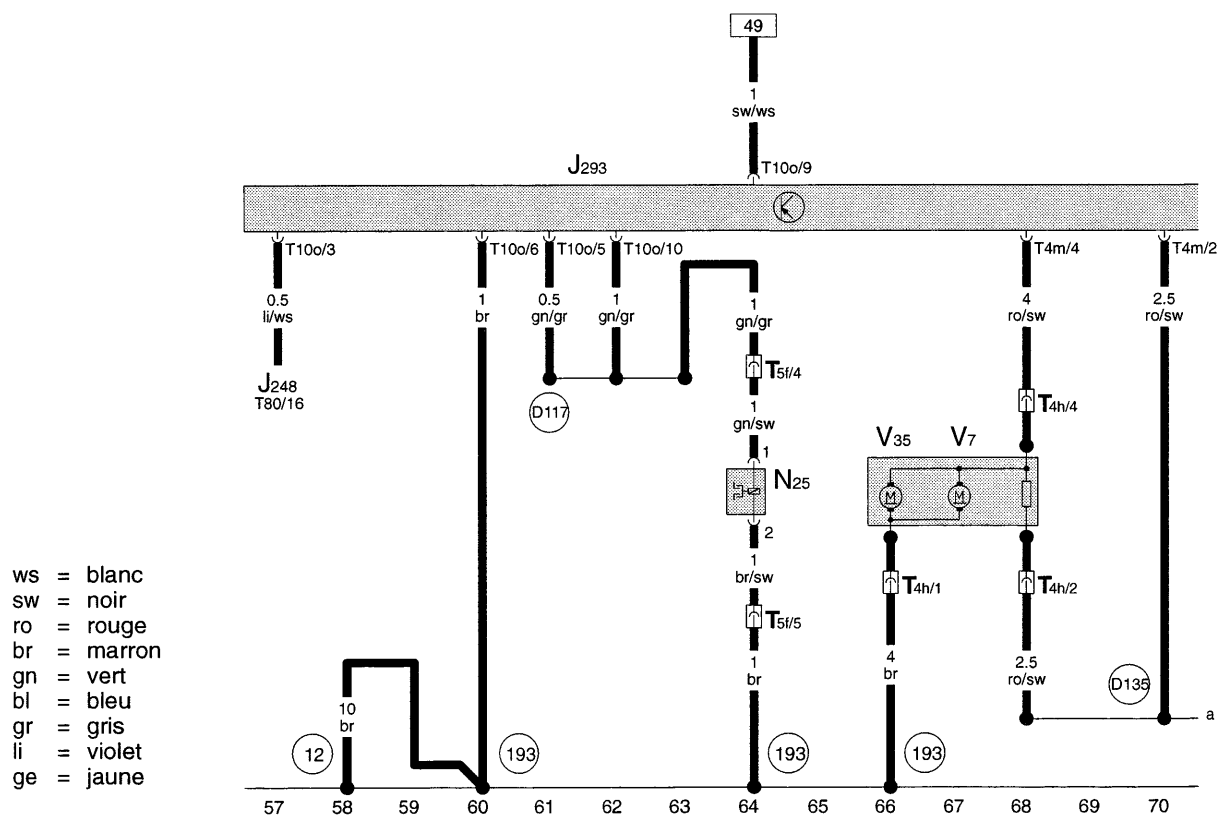 49
1
sw/ws
J293
T10o/9
T10o/3
T10o/6
T10o/5
T10o/10
T4m/4
T4m/2
0.5
li/ws
1
br
0.5
gn/gr
1
gn/gr
1
gn/gr
4
ro/sw
2.5
ro/sw
J248
T80/16
T5f/4
D117
1
gn/sw
T4h/4
1
V35
V7
N25
2
1
br/sw
T4h/1
T4h/2
T5f/5
1
br
4
br
2.5
ro/sw
D135
a
10
br
12
193
193
193
ws = blanc
sw = noir
ro = rouge
br = marron
gn = vert
bl = bleu
gr = gris
li = violet
ge = jaune
57 58 59 60 61 62 63 64 65 66 67 68 69 70